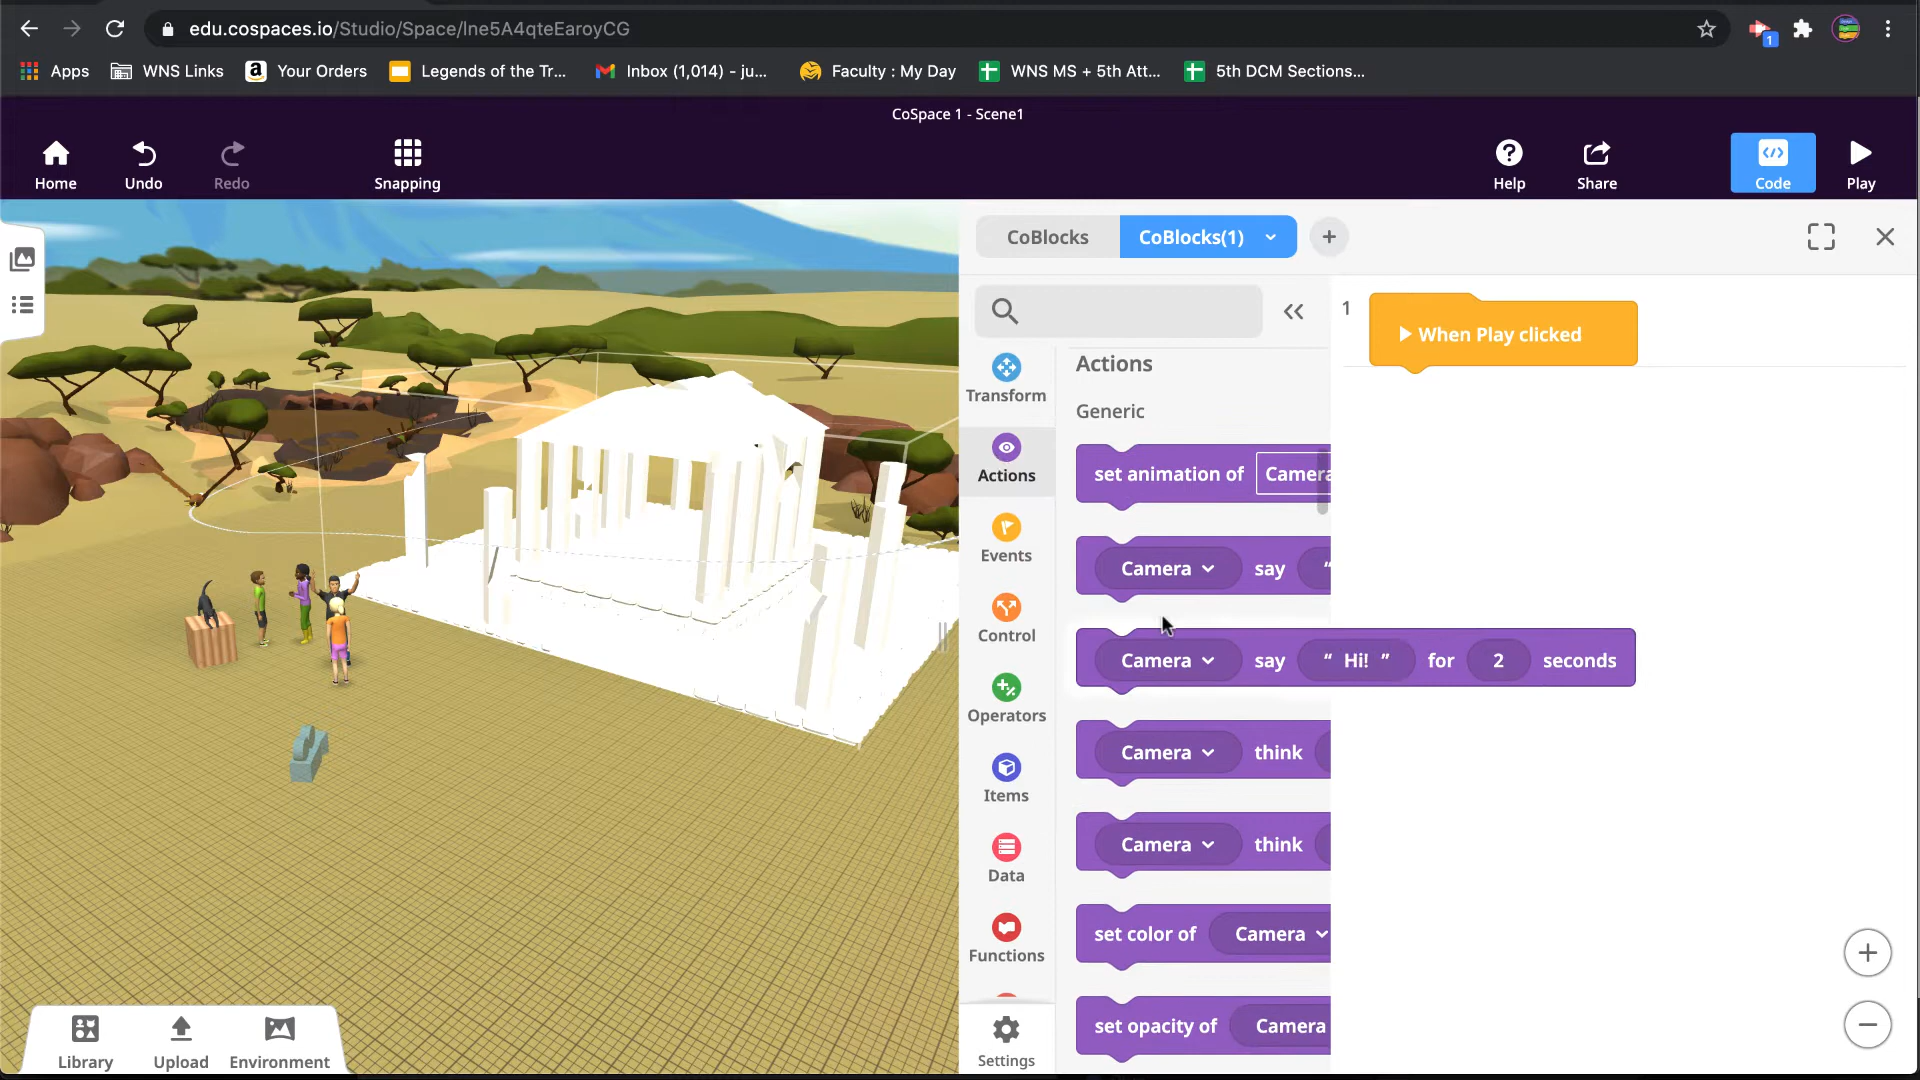 edu.cospaces.io/Studio/Space/lne5A4qteEaroyCG
1
Apps WNS Links Your Orders Legends of the Tr... Inbox (1,014) - ju... Faculty : My Day WNS MS + 5th Att... 5th DCM Sections...
CoSpace 1 - Scene1
Home Undo Redo Snapping Help Share Code Play
CoBlocks CoBlocks(1) +
1 When Play clicked
Transform
Actions
Events
Control
Operators
Items
Data
Functions
Settings
Actions
Generic
set animation of Camera
Camera say “
Camera say “ Hi! ” for 2 seconds
Camera think
Camera think
set color of Camera
set opacity of Camera
Library Upload Environment